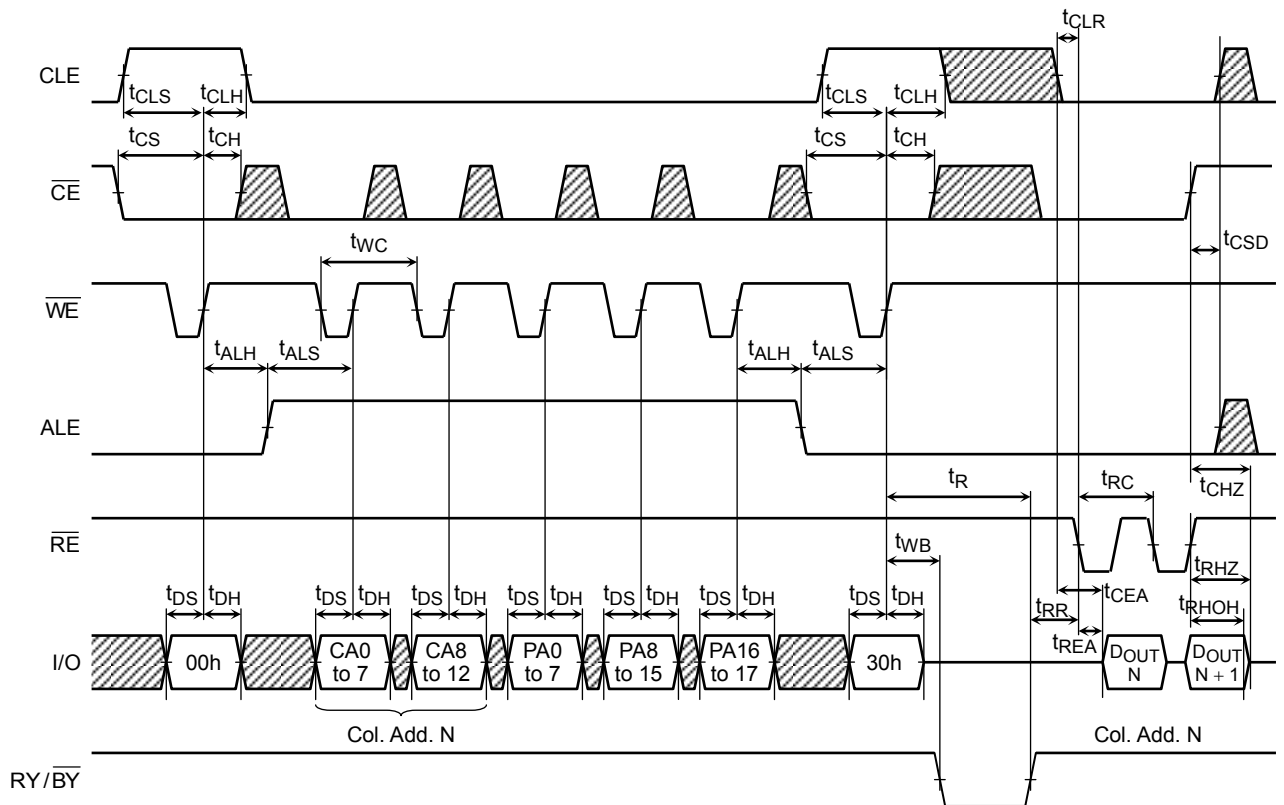 tCLR
CLE
tCLS tCLH tCLS tCLH
tCS tCH tCS tCH
CE
tWC tCSD
WE
tALH tALS tALH tALS
ALE
tR tRC tCHZ
RE
tWB tRHZ
tCEA
tDS tDH tDS tDH tDS tDH tDS tDH tDS tDH tDS tDH tDS tDH tRR tRHOH
tREA
I/O 00h CA0 to 7 CA8 to 12 PA0 to 7 PA8 to 15 PA16 to 17 30h DOUT N DOUT N + 1
Col. Add. N Col. Add. N
RY/BY